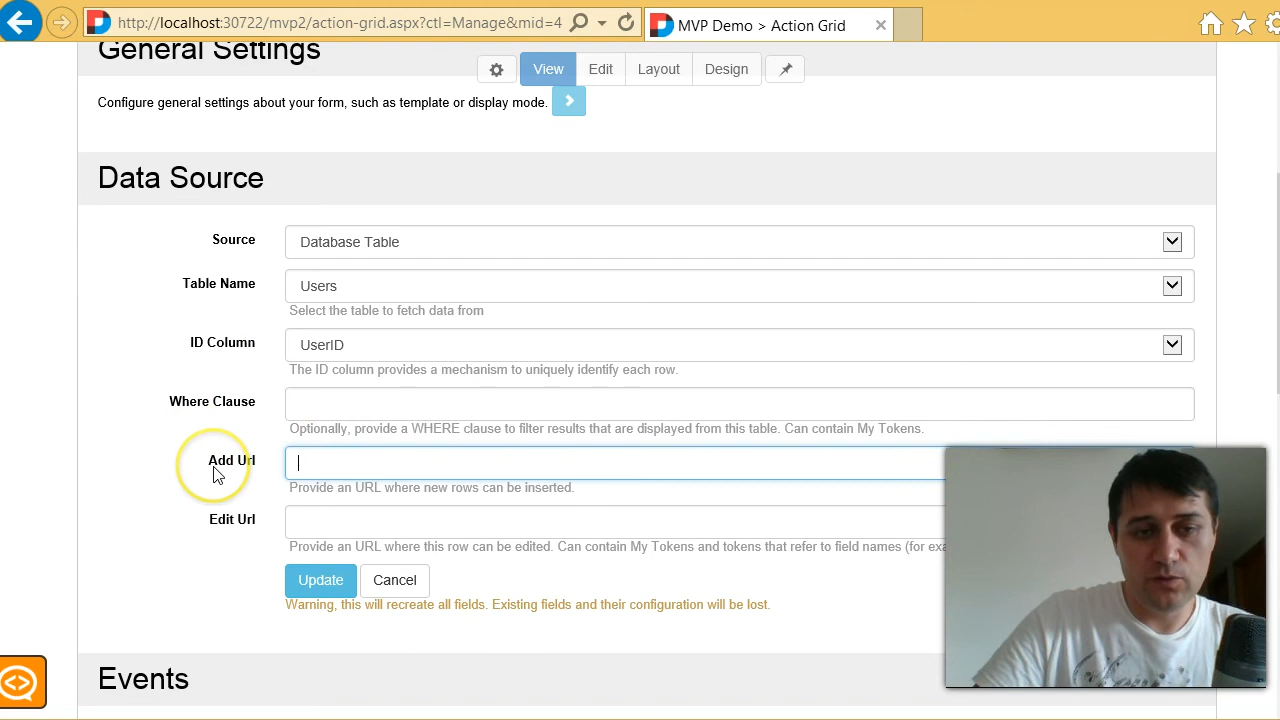 http://localhost:30722/mvp2/action-grid.aspx?ctl=Manage&mid=4
MVP Demo > Action Grid
General Settings
View Edit Layout Design
Configure general settings about your form, such as template or display mode.
Data Source
Source Database Table
Table Name Users
Select the table to fetch data from
ID Column UserID
The ID column provides a mechanism to uniquely identify each row.
Where Clause
Optionally, provide a WHERE clause to filter results that are displayed from this table. Can contain My Tokens.
Add Url
Provide an URL where new rows can be inserted.
Edit Url
Provide an URL where this row can be edited. Can contain My Tokens and tokens that refer to field names (for exa
Update Cancel
Warning, this will recreate all fields. Existing fields and their configuration will be lost.
Events